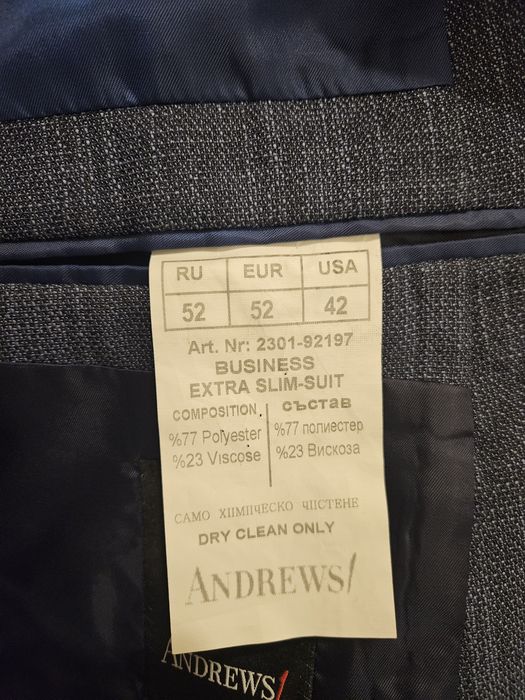 RU EUR USA
52 52 42
Art. Nr: 2301-92197
BUSINESS
EXTRA SLIM-SUIT
COMPOSITION
%77 Polyester
%23 Viscose
състав
%77 полиестер
%23 Вискоза
САМО ХИМИЧЕСКО ЧИСТЕНЕ
DRY CLEAN ONLY
ANDREWS/
ANDREWS/